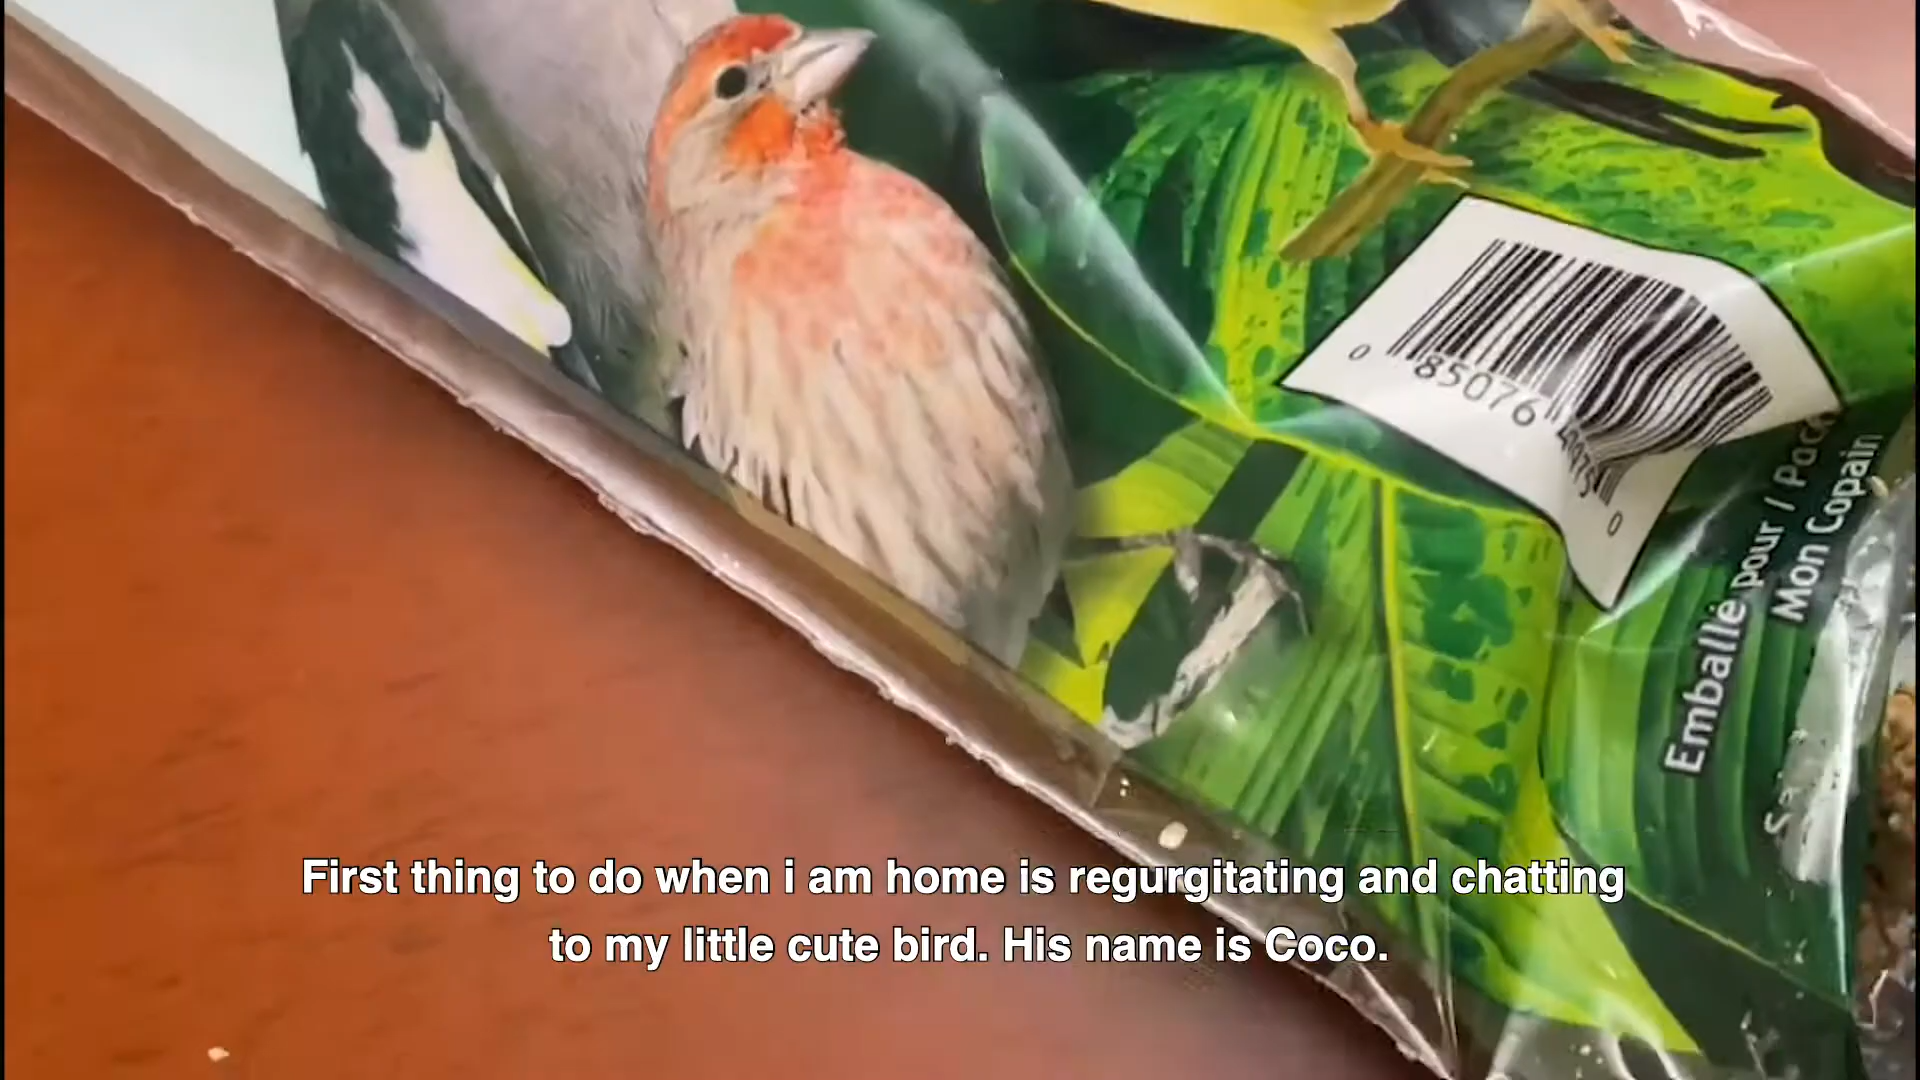 0 85076
0
Emballé pour / Pac
Mon Copain
First thing to do when i am home is regurgitating and chatting
to my little cute bird. His name is Coco.